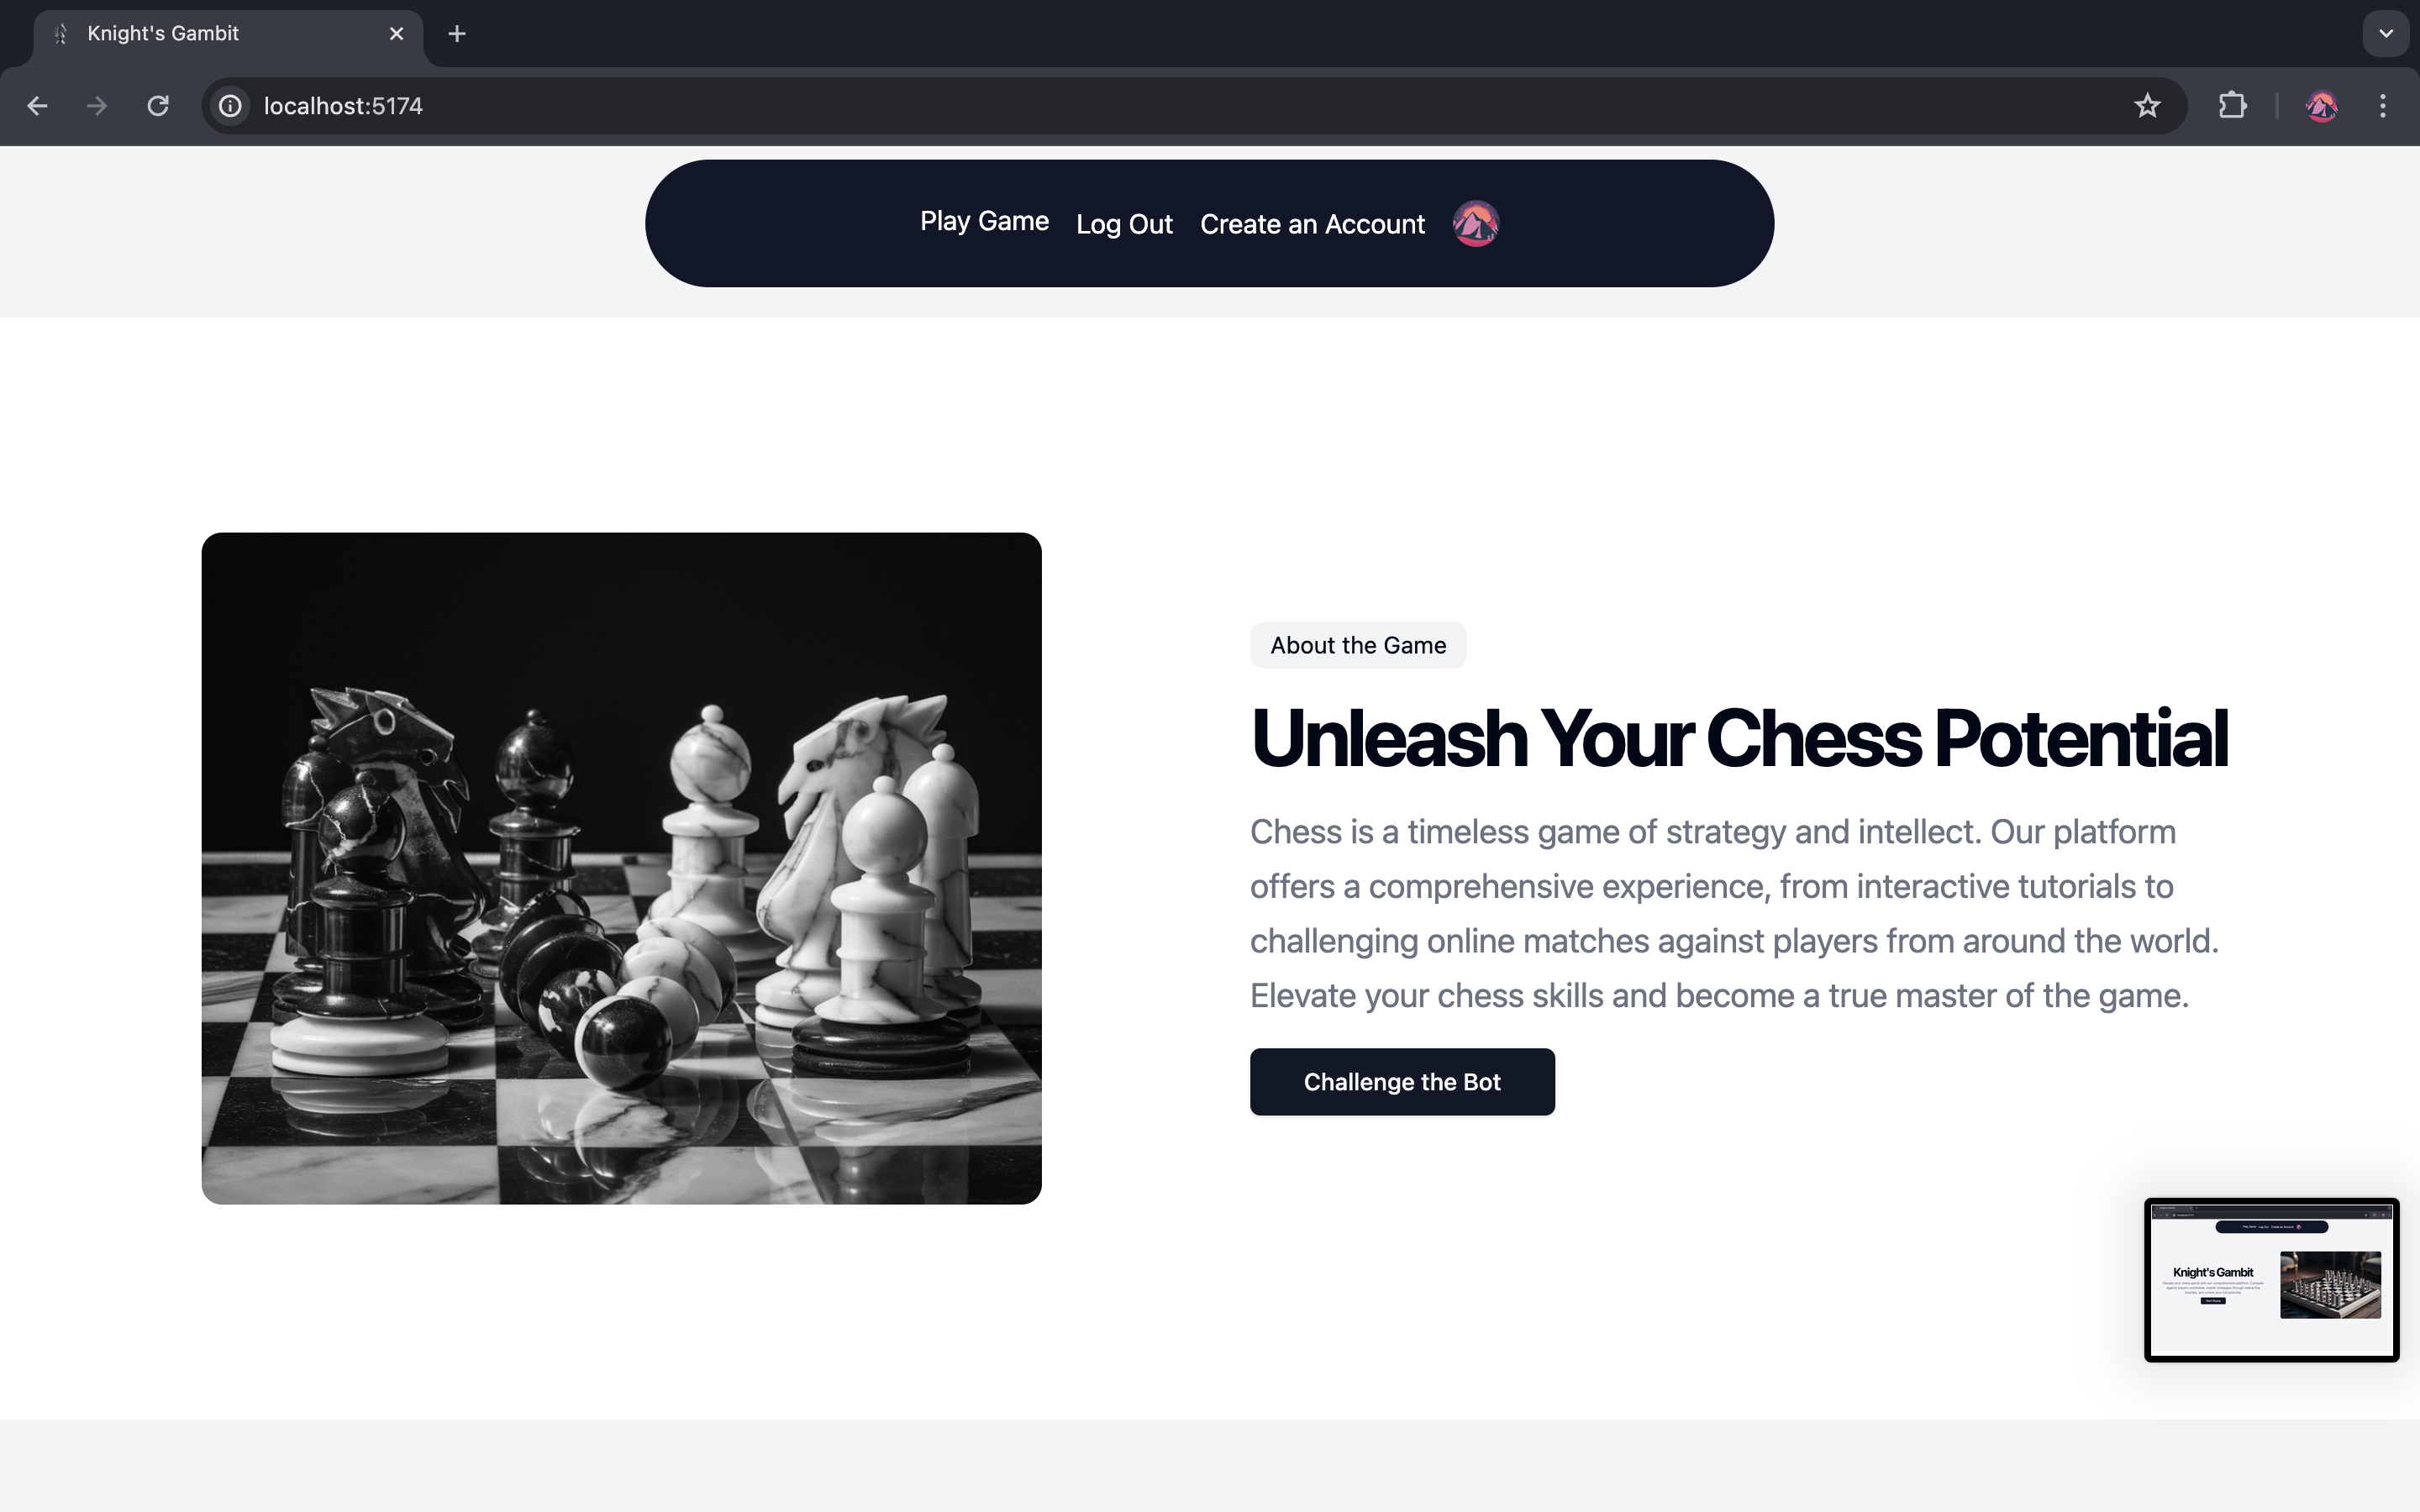 Knight's Gambit
localhost:5174
Play Game Log Out Create an Account
About the Game
Unleash Your Chess Potential
Chess is a timeless game of strategy and intellect. Our platform
offers a comprehensive experience, from interactive tutorials to
challenging online matches against players from around the world.
Elevate your chess skills and become a true master of the game.
Challenge the Bot
Knight's Gambit